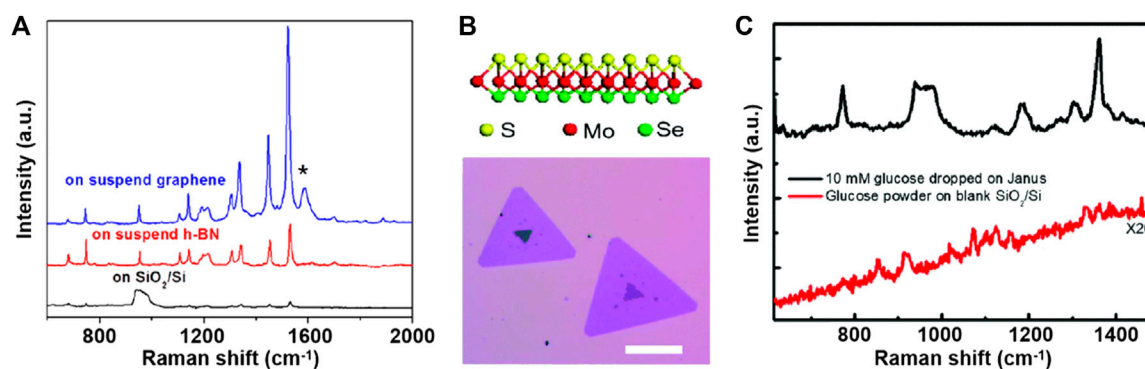 A
Intensity (a.u.)
on suspend graphene
*
on suspend h-BN
on SiO₂/Si
800 1200 1600 2000
Raman shift (cm⁻¹)
B
S Mo Se
C
Intensity (a.u.)
10 mM glucose dropped on Janus
Glucose powder on blank SiO₂/Si
X20
800 1000 1200 1400
Raman shift (cm⁻¹)